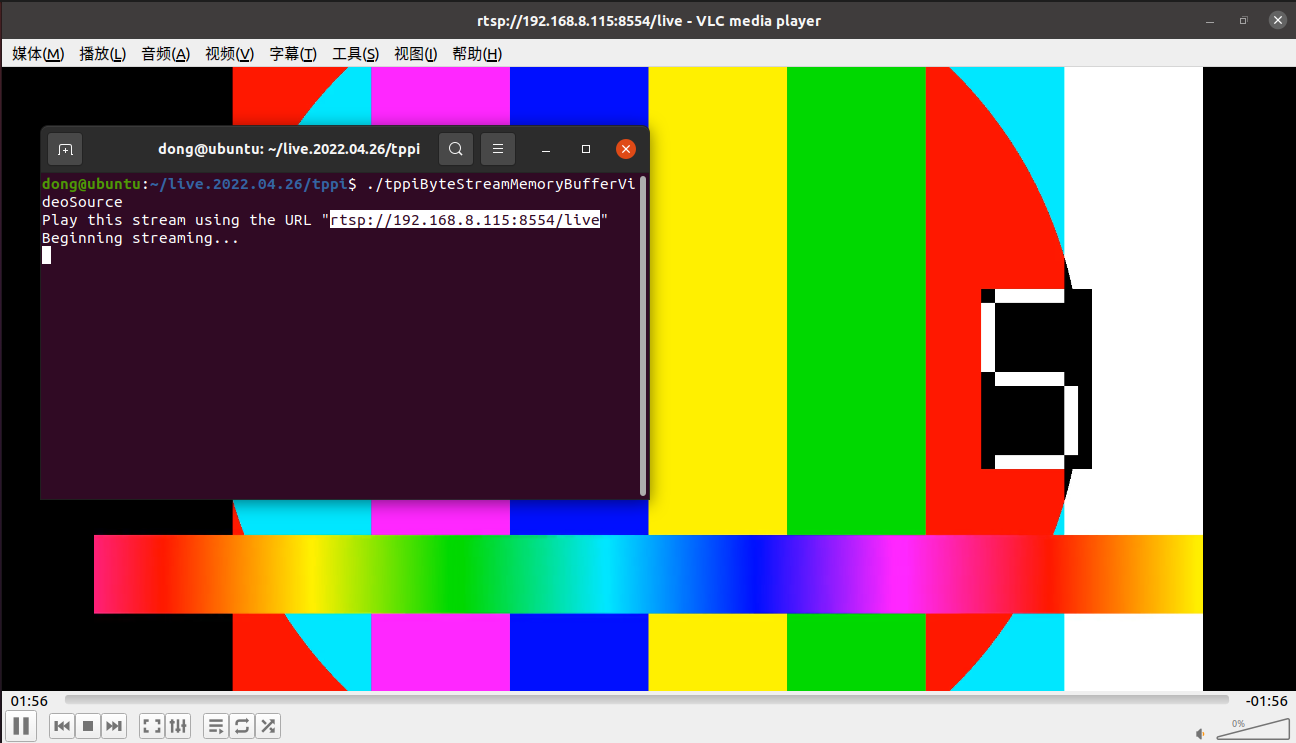 rtsp://192.168.8.115:8554/live - VLC media player
媒体(M) 播放(L) 音频(A) 视频(V) 字幕(T) 工具(S) 视图(I) 帮助(H)
dong@ubuntu: ~/live.2022.04.26/tppi
dong@ubuntu:~/live.2022.04.26/tppi$ ./tppiByteStreamMemoryBufferVi
deoSource
Play this stream using the URL "rtsp://192.168.8.115:8554/live"
Beginning streaming...
5
01:56 -01:56
0%